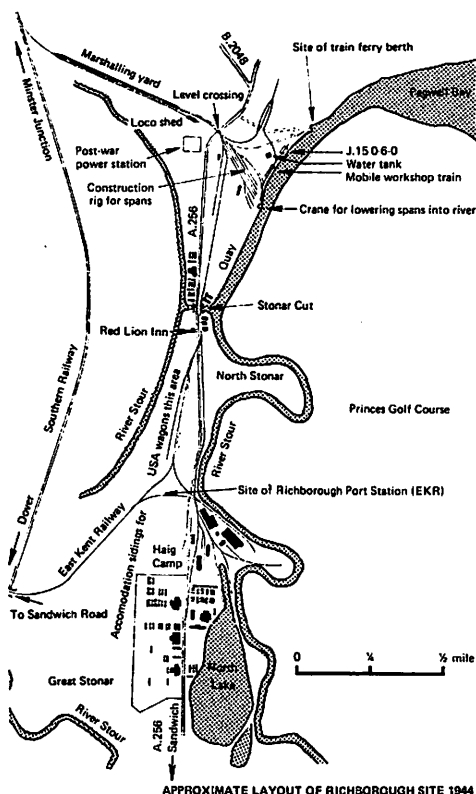 B.2048
Site of train ferry berth
Marshalling yard
Minster Junction
Level crossing
Pegwell Bay
Loco shed
J.15 0-6-0
Water tank
Mobile workshop train
Post-war
power station
Construction
rig for spans
Crane for lowering spans into river
A.256
Quay
Stonar Cut
Red Lion Inn
Southern Railway
River Stour
USA wagons this area
North Stonar
River Stour
Princes Golf Course
Site of Richborough Port Station (EKR)
Dover
East Kent Railway
Accomodation sidings for
Haig
Camp
To Sandwich Road
0 ¼ ½ mile
Great Stonar
North
Lake
River Stour
A.256
Sandwich
APPROXIMATE LAYOUT OF RICHBOROUGH SITE 1944